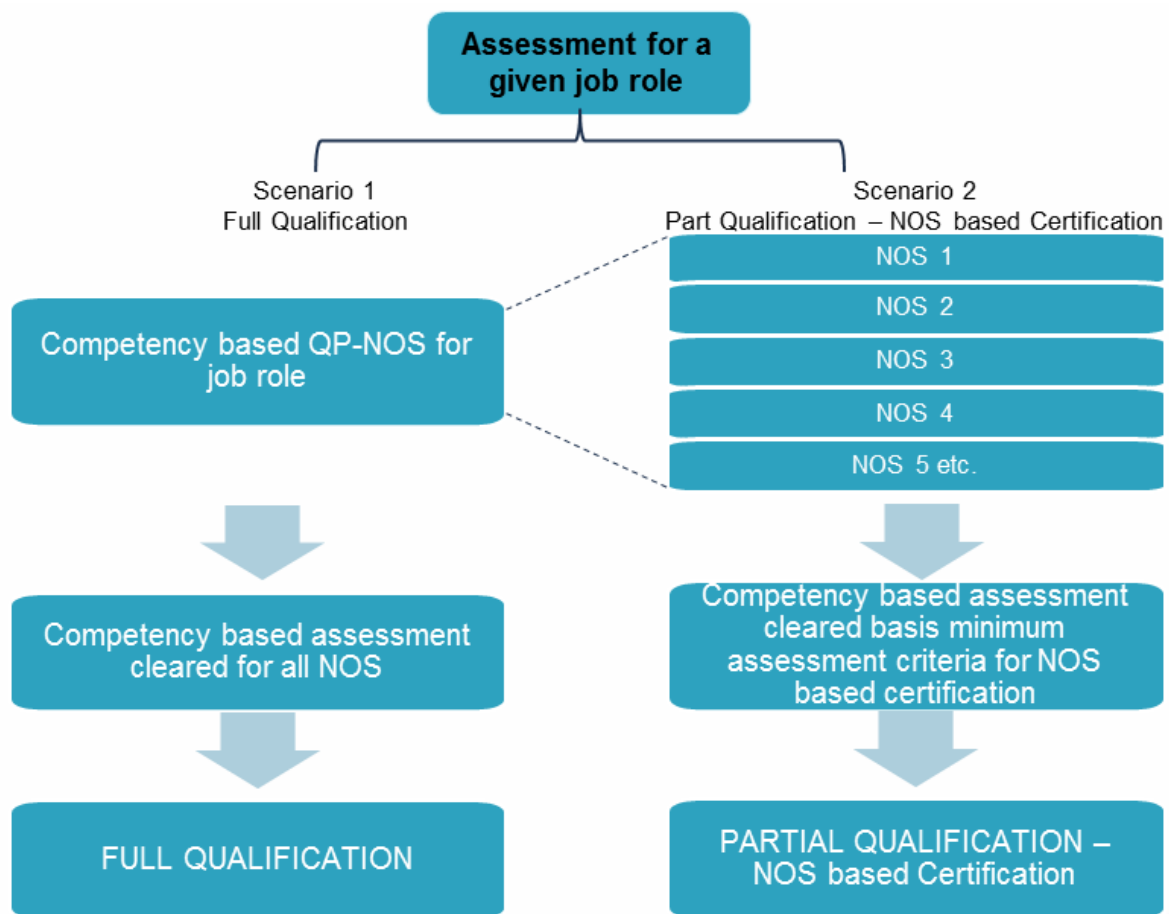 Assessment for a
given job role
Scenario 1
Full Qualification
Scenario 2
Part Qualification – NOS based Certification
Competency based QP-NOS for
job role
NOS 1
NOS 2
NOS 3
NOS 4
NOS 5 etc.
Competency based assessment
cleared for all NOS
Competency based assessment
cleared basis minimum
assessment criteria for NOS
based certification
FULL QUALIFICATION
PARTIAL QUALIFICATION –
NOS based Certification